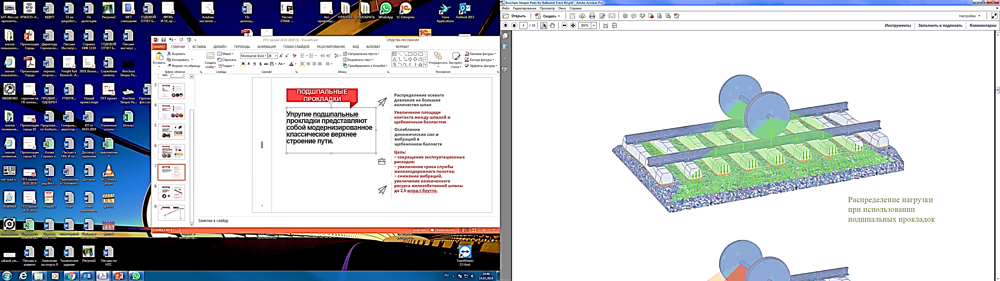 БЭТ-Фоссло
презента...
97563135-rf...
МДРП
ТЗ на
разработ...
По
делегации
Рисунок2
МГТ
совещание
ГОДОВОЙ
ОТЧЕТ Б...
№ПКБ
И-14_пр ...
Альбом
настилов ...
По
делегац...
Настил
STRAIL ...
Акт
производс...
!!!!РАЗОБР...
РАЗОБРАТЬ
WhatsApp
1C Enterprise
Tessa
Applications
Outlook 2013
значок
повышенн...
Презентация
Торцы
Директору
Горновско...
Письмо
Институт...
Справка
НИК 12.03
ГОДОВОЙ
ОТЧЕТ Б...
Письмо
институт ...
значок
повышенн...
Презентация
Торцы
перенос
отпуска ...
Freight Rail
Research- A...
2019_Resear...
Служебная
записка
Brochure
Sleeper Pa...
5001683402
гарантии на
ПГ полны...
ПРЕДВАР...
ОДОБРЕН
УТВЕРЖ...
Новый
проект.mepx
ПГУ проект
Brochure
Sleeper Pa...
значок
понижени...
Презентация
торцы В2
Предложе...
по Безбалл...
Генераль...
директор...
КП от
04.03.2019
Усиленные
шпалы
Шпалы.
значок
понижени...
Презентация
торцы В2
Копия
Справка п...
Письмо в
ПКБ И по ...
Договор с
правками
приложение
4
rail-road-ic...
ПГУ проект
28.03.2019
ТЗ
ред.Фосс...
Приложение
к Положен...
Договор
VLC media
player
91909409
ПГУ проект
28.03.2019
image003
план
план
мероприя...
фото 1
conversion...
Справка по
номенкла...
Справка
НИК 15.02
план горный
Письмо о
согласова...
фото 2
zakazat_ras...
Письмо в
комитет
Заявление
на отпуск Л
Техническое
задание
Рисунок1
Письмо по
НТС
TeamViewer
13 Host
ПГУ проект 28 03 2019 (3) - PowerPoint
СРЕДСТВА РИСОВАНИЯ
ФАЙЛ ГЛАВНАЯ ВСТАВКА ДИЗАЙН ПЕРЕХОДЫ АНИМАЦИЯ ПОКАЗ СЛАЙДОВ РЕЦЕНЗИРОВАНИЕ ВИД ACROBAT ФОРМАТ
Вставить
Вырезать
Копировать
Формат по образцу
Буфер обмена
Создать
слайд
Макет
Сбросить
Раздел
Слайды
Montserrat-Bold 28
Шрифт
Направление текста
Выровнять текст
Преобразовать в SmartArt
Абзац
Упорядочить
Экспресс-
стили
Заливка фигуры
Контур фигуры
Эффекты фигуры
Рисование
3
4
5
6
7
8
9
ПОДШПАЛЬНЫЕ
ПРОКЛАДКИ
Упругие подшпальные
прокладки представляют
собой модернизированное
классическое верхнее
строение пути.
Распределение осевого
давления на большее
количество шпал
Увеличение площади
контакта между шпалой и
щебеночным балластом
Ослабление
динамических сил и
вибраций в
щебеночном балласте
Цель:
– сокращение эксплуатационных
расходов;
– увеличение срока службы
железнодорожного полотна;
– снижение вибраций,
увеличение назначенного
ресурса железобетонной шпалы
до 2,5 млрд.т.брутто.
7
Заметки к слайду
СЛАЙД 7 ИЗ 9
ЗАМЕТКИ ПРИМЕЧАНИЯ
RU
10:46
14.03.2019
Brochure Sleeper Pads for Ballasted Track RU.pdf - Adobe Acrobat Pro
Файл Редактирование Просмотр Окно Справка
Открыть Создать Настройка
4 / 16 204% Инструменты Заполнить и подписать Комментарии
Распределение нагрузки
при использовании
подшпальных прокладок